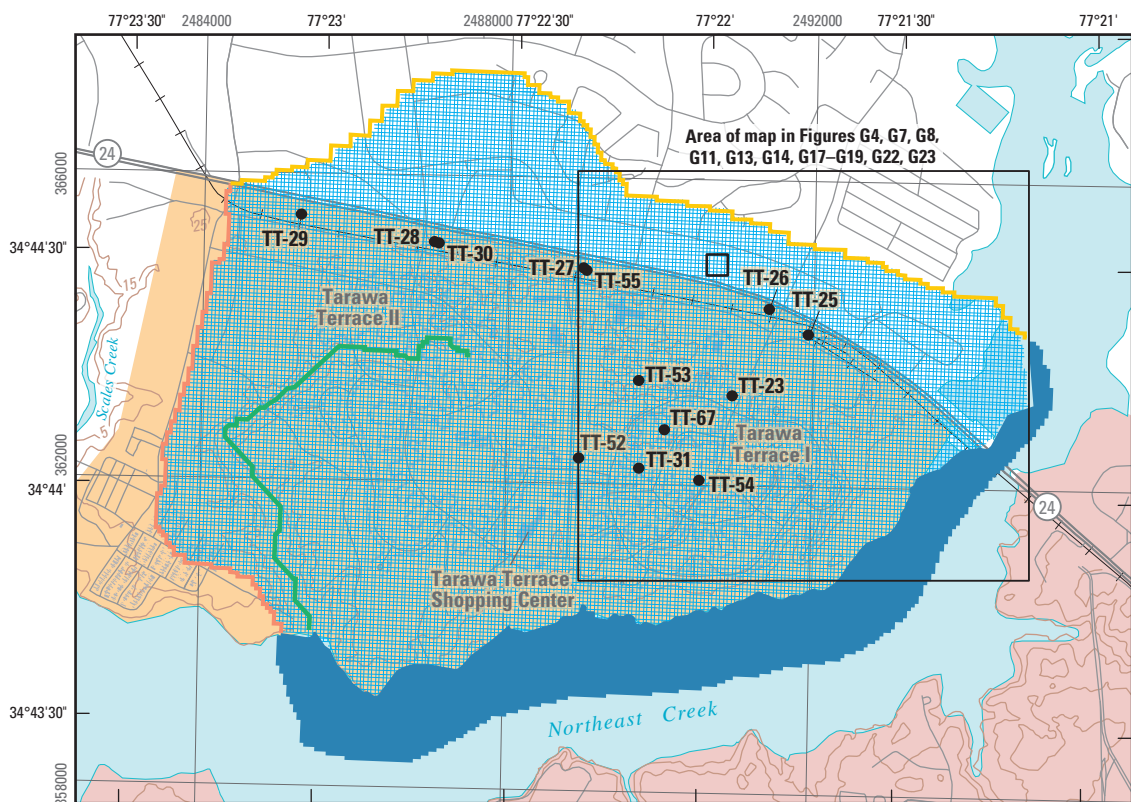 77°23'30"
2484000
77°23'
2488000
77°22'30"
77°22'
2492000
77°21'30"
77°21'
Area of map in Figures G4, G7, G8,
G11, G13, G14, G17–G19, G22, G23
24
366000
25
TT-29
TT-28
TT-30
34°44'30"
TT-27
TT-55
TT-26
TT-25
15
Tarawa
Terrace II
Scales Creek
5
TT-53
TT-23
TT-67
Tarawa
Terrace I
TT-52
TT-31
TT-54
362000
34°44'
24
Tarawa Terrace
Shopping Center
34°43'30"
Northeast Creek
358000